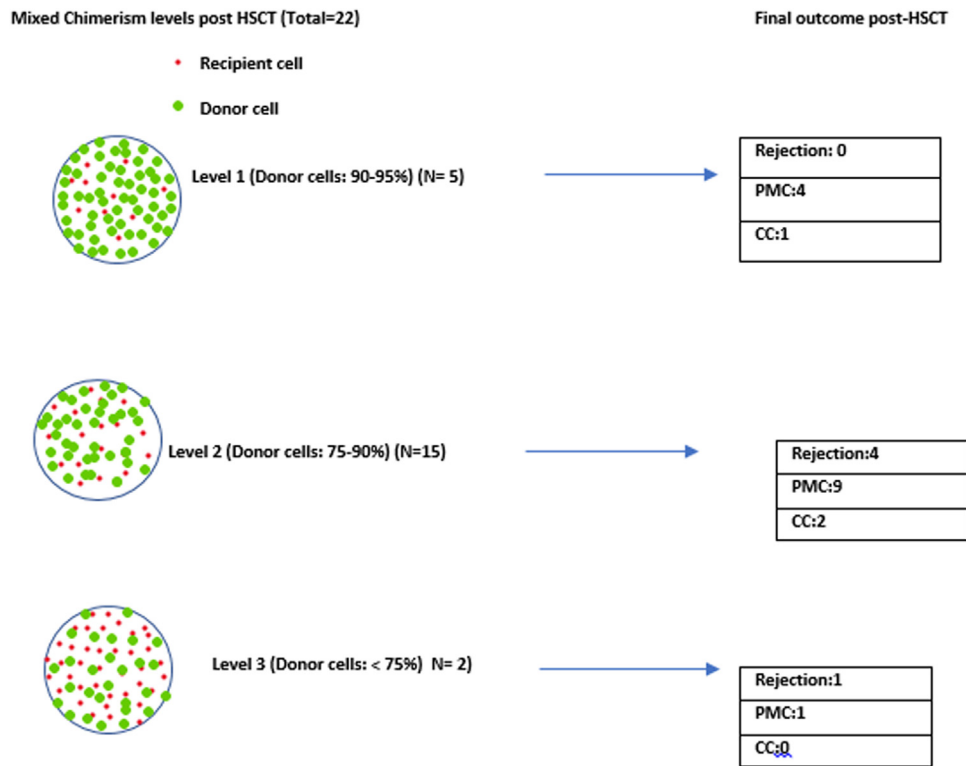 Mixed Chimerism levels post HSCT (Total=22)
Final outcome post-HSCT
Recipient cell
Donor cell
Level 1 (Donor cells: 90-95%) (N= 5)
Rejection: 0
PMC:4
CC:1
Level 2 (Donor cells: 75-90%) (N=15)
Rejection:4
PMC:9
CC:2
Level 3 (Donor cells: < 75%) N= 2)
Rejection:1
PMC:1
CC:0